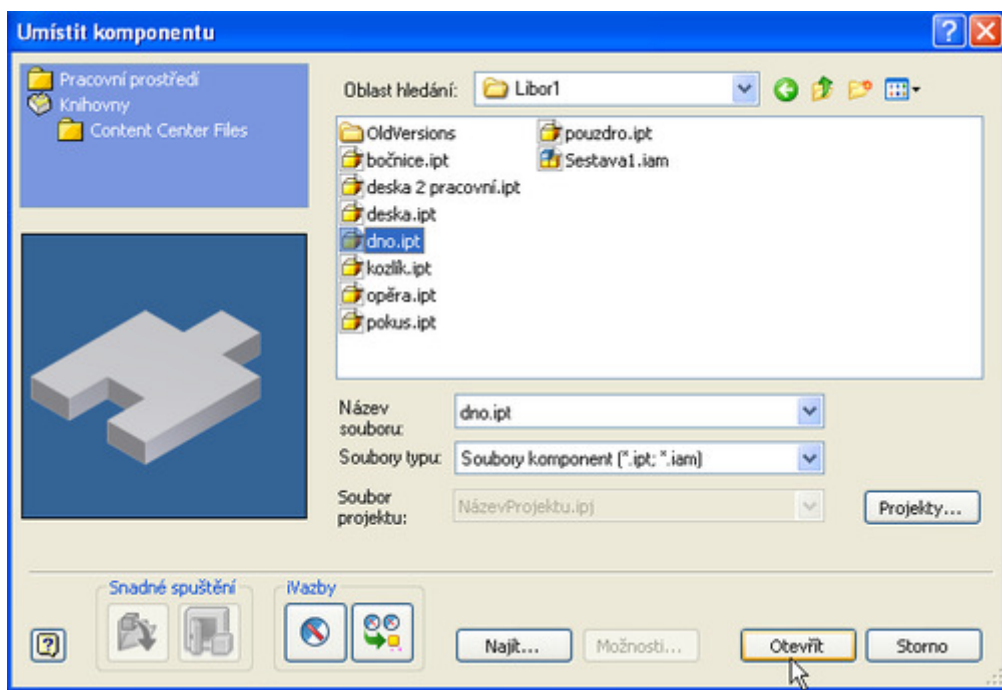 Umístit komponentu
Pracovní prostředí
Knihovny
Content Center Files
Oblast hledání: Libor1
OldVersions
bočnice.ipt
deska 2 pracovní.ipt
deska.ipt
dno.ipt
kozlík.ipt
opěra.ipt
pokus.ipt
pouzdro.ipt
Sestava1.iam
Název souboru: dno.ipt
Soubory typu: Soubory komponent (*.ipt; *.iam)
Soubor projektu: NázevProjektu.ipj
Projekty...
Snadné spuštění
iVazby
Najít...
Možnosti...
Otevřít
Storno